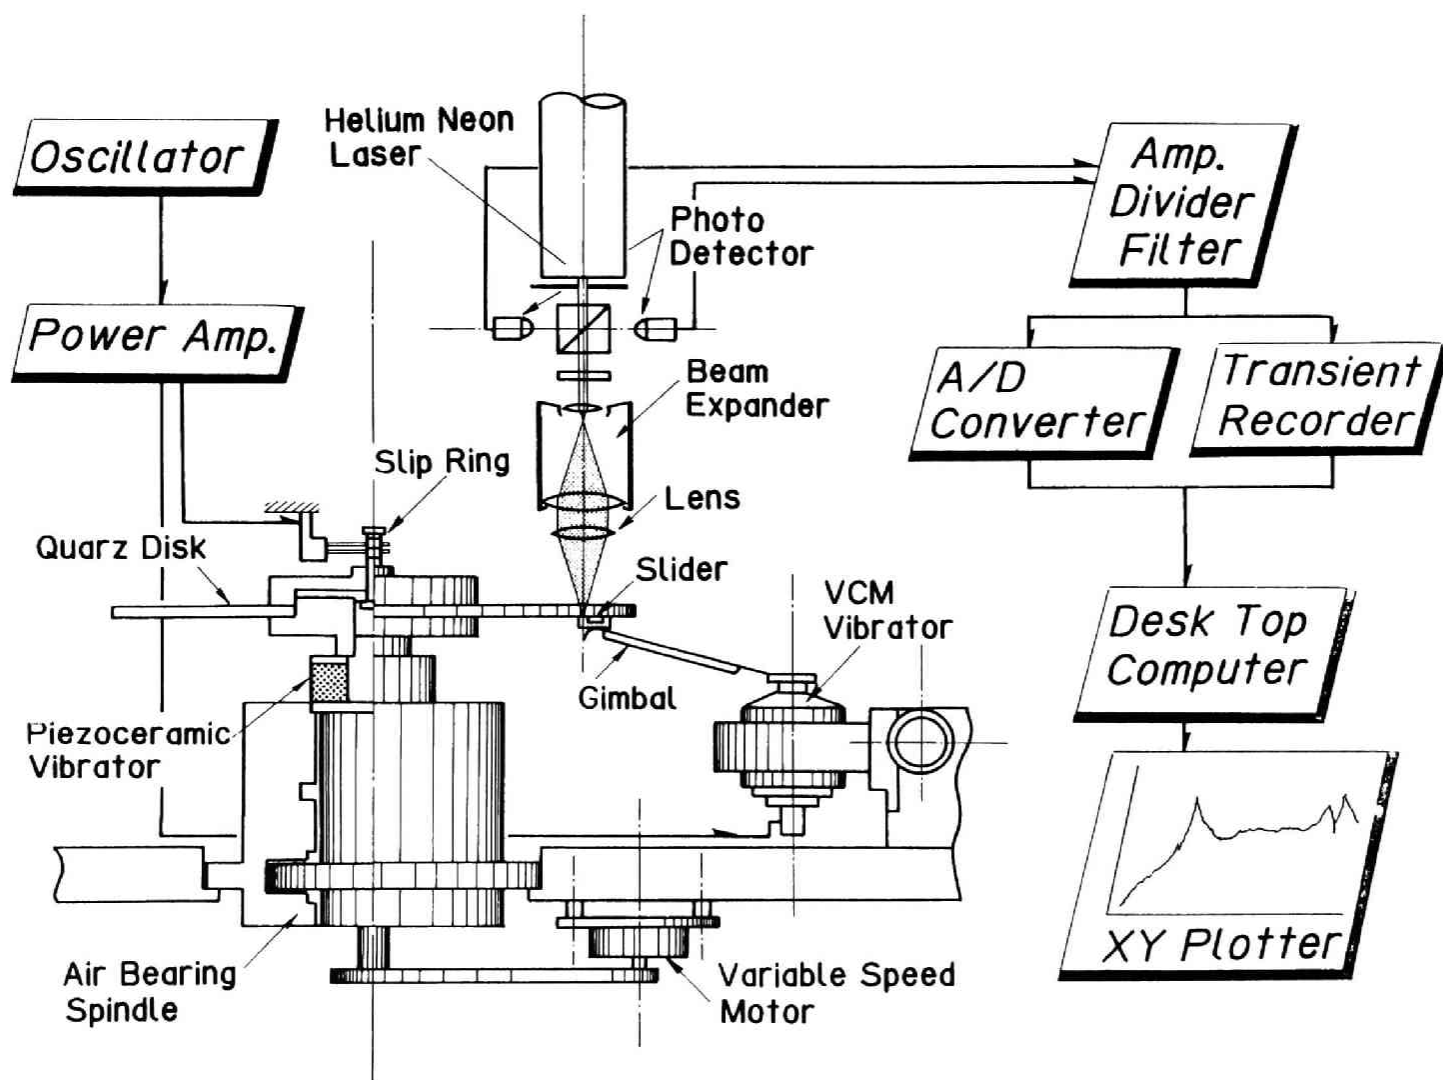 Oscillator
Power Amp.
Helium Neon
Laser
Photo
Detector
Amp.
Divider
Filter
Beam
Expander
A/D
Converter
Transient
Recorder
Slip Ring
Lens
Quarz Disk
Slider
VCM
Vibrator
Gimbal
Desk Top
Computer
Piezoceramic
Vibrator
XY Plotter
Air Bearing
Spindle
Variable Speed
Motor